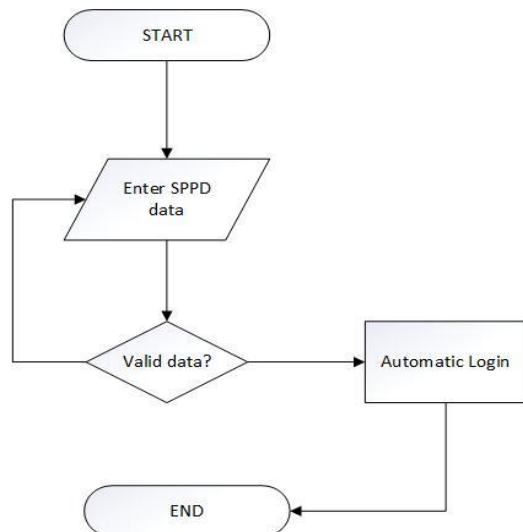 START
Enter SPPD
data
Valid data?
Automatic Login
END